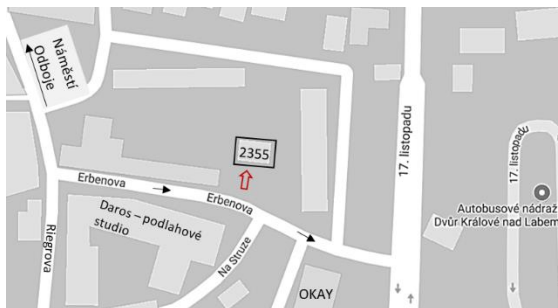 Náměstí
Odboje
2355
17. listopadu
17. listopadu
Erbenova
Erbenova
Autobusové nádraž
Dvůr Králové nad Labem
Daros – podlahové
studio
Riegrova
Na Struze
OKAY